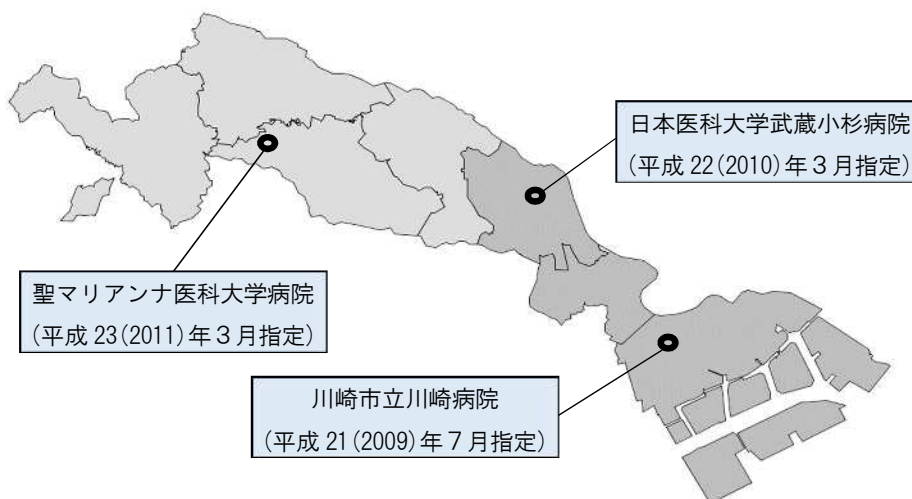 日本医科大学武蔵小杉病院
(平成 22(2010)年3月指定)
聖マリアンナ医科大学病院
(平成 23(2011)年3月指定)
川崎市立川崎病院
(平成 21(2009)年7月指定)